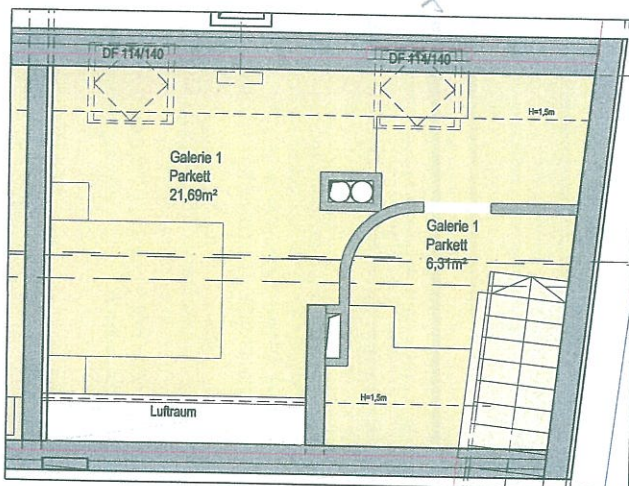 DF 114/140
DF 114/140
H=1,5m
Galerie 1
Parkett
21,69m²
Galerie 1
Parkett
6,31m²
H=1,5m
Luftraum